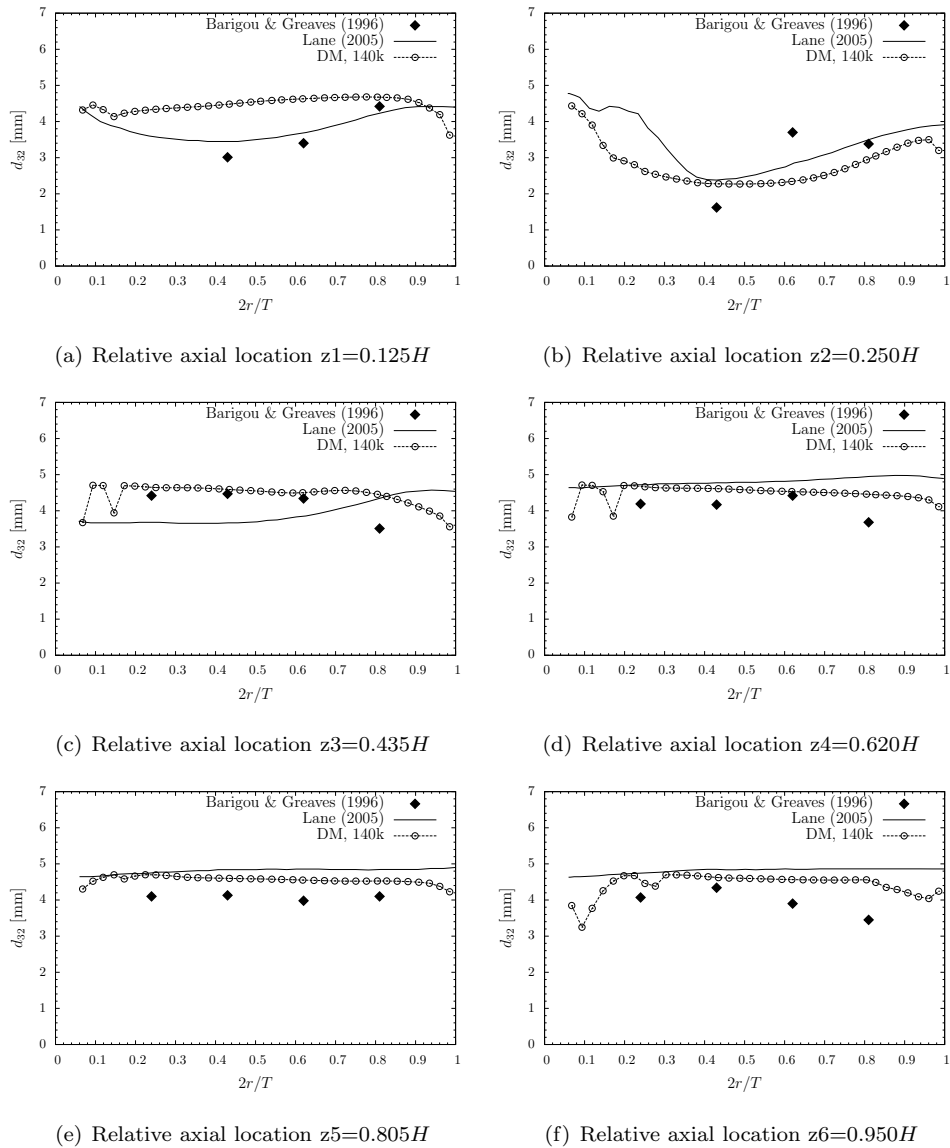 Barigou & Greaves (1996)
Lane (2005)
DM, 140k
7
6
5
4
3
2
1
0
d32 [mm]
0 0.1 0.2 0.3 0.4 0.5 0.6 0.7 0.8 0.9 1
2r/T
(a) Relative axial location z1=0.125H
Barigou & Greaves (1996)
Lane (2005)
DM, 140k
7
6
5
4
3
2
1
0
d32 [mm]
0 0.1 0.2 0.3 0.4 0.5 0.6 0.7 0.8 0.9 1
2r/T
(b) Relative axial location z2=0.250H
Barigou & Greaves (1996)
Lane (2005)
DM, 140k
7
6
5
4
3
2
1
0
d32 [mm]
0 0.1 0.2 0.3 0.4 0.5 0.6 0.7 0.8 0.9 1
2r/T
(c) Relative axial location z3=0.435H
Barigou & Greaves (1996)
Lane (2005)
DM, 140k
7
6
5
4
3
2
1
0
d32 [mm]
0 0.1 0.2 0.3 0.4 0.5 0.6 0.7 0.8 0.9 1
2r/T
(d) Relative axial location z4=0.620H
Barigou & Greaves (1996)
Lane (2005)
DM, 140k
7
6
5
4
3
2
1
0
d32 [mm]
0 0.1 0.2 0.3 0.4 0.5 0.6 0.7 0.8 0.9 1
2r/T
(e) Relative axial location z5=0.805H
Barigou & Greaves (1996)
Lane (2005)
DM, 140k
7
6
5
4
3
2
1
0
d32 [mm]
0 0.1 0.2 0.3 0.4 0.5 0.6 0.7 0.8 0.9 1
2r/T
(f) Relative axial location z6=0.950H